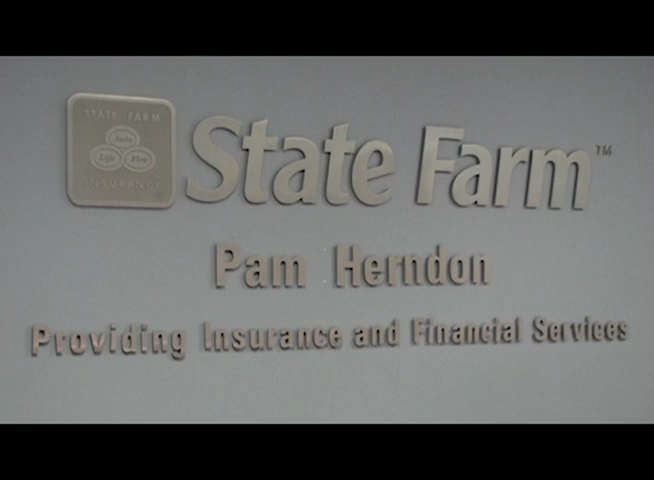 STATE FARM
Auto
Life Fire
INSURANCE
State Farm™
Pam Herndon
Providing Insurance and Financial Services